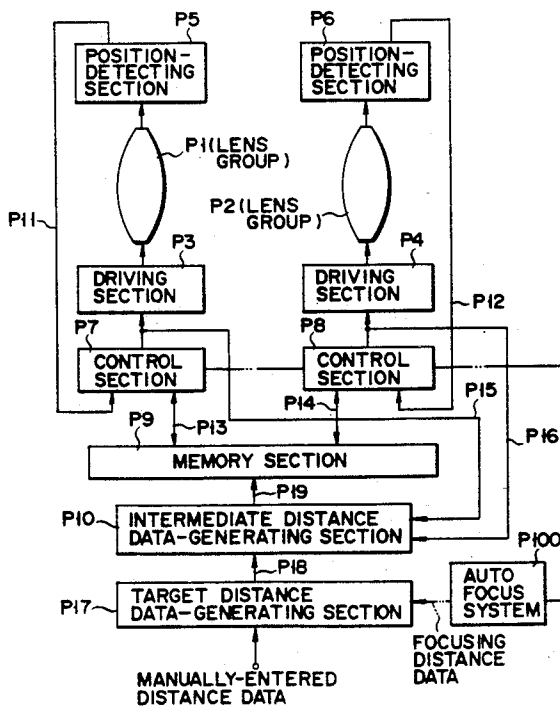 P5
POSITION-
DETECTING
SECTION
P6
POSITION-
DETECTING
SECTION
P1(LENS
GROUP)
P2(LENS
GROUP)
P11
P3
DRIVING
SECTION
P4
DRIVING
SECTION
P12
P7
CONTROL
SECTION
P8
CONTROL
SECTION
P15
P14
P13
P16
P9
MEMORY SECTION
P19
P10
INTERMEDIATE DISTANCE
DATA-GENERATING SECTION
P18
P100
AUTO
FOCUS
SYSTEM
P17
TARGET DISTANCE
DATA-GENERATING SECTION
FOCUSING
DISTANCE
DATA
MANUALLY-ENTERED
DISTANCE DATA